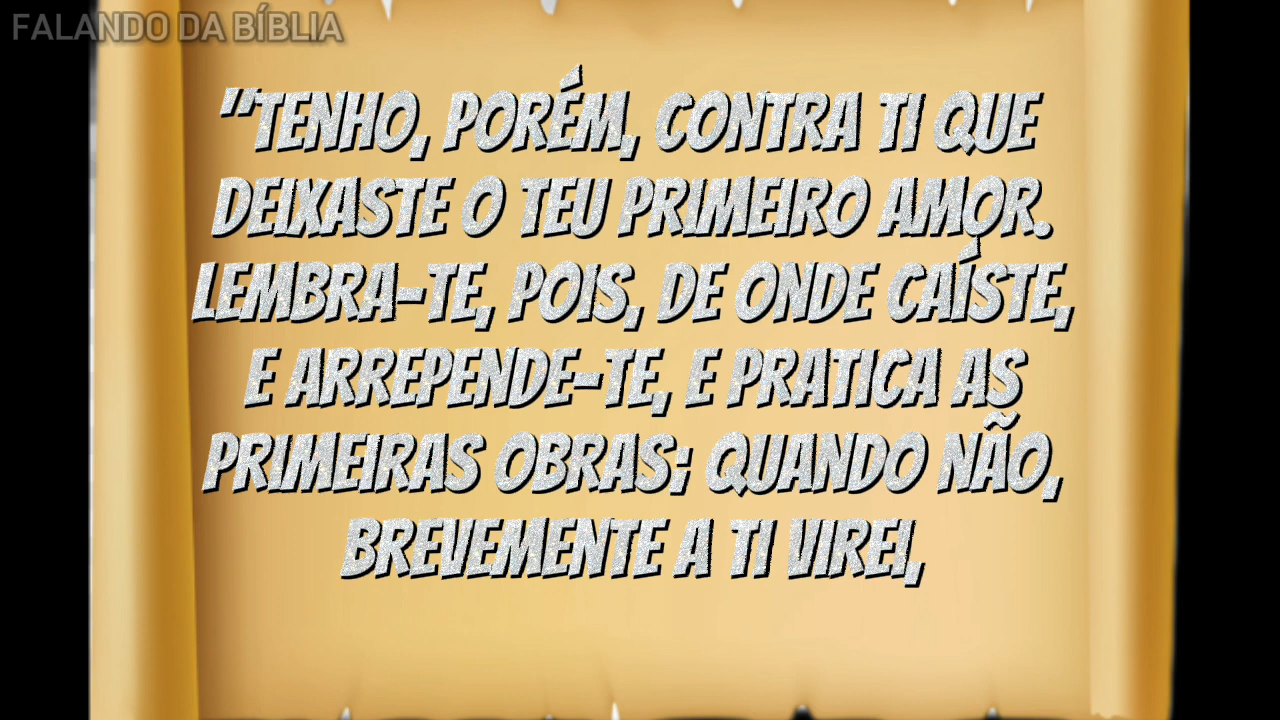 FALANDO DA BÍBLIA
"TENHO, PORÉM, CONTRA TI QUE
DEIXASTE O TEU PRIMEIRO AMOR.
LEMBRA-TE, POIS, DE ONDE CAÍSTE,
E ARREPENDE-TE, E PRATICA AS
PRIMEIRAS OBRAS; QUANDO NÃO,
BREVEMENTE A TI VIREI,